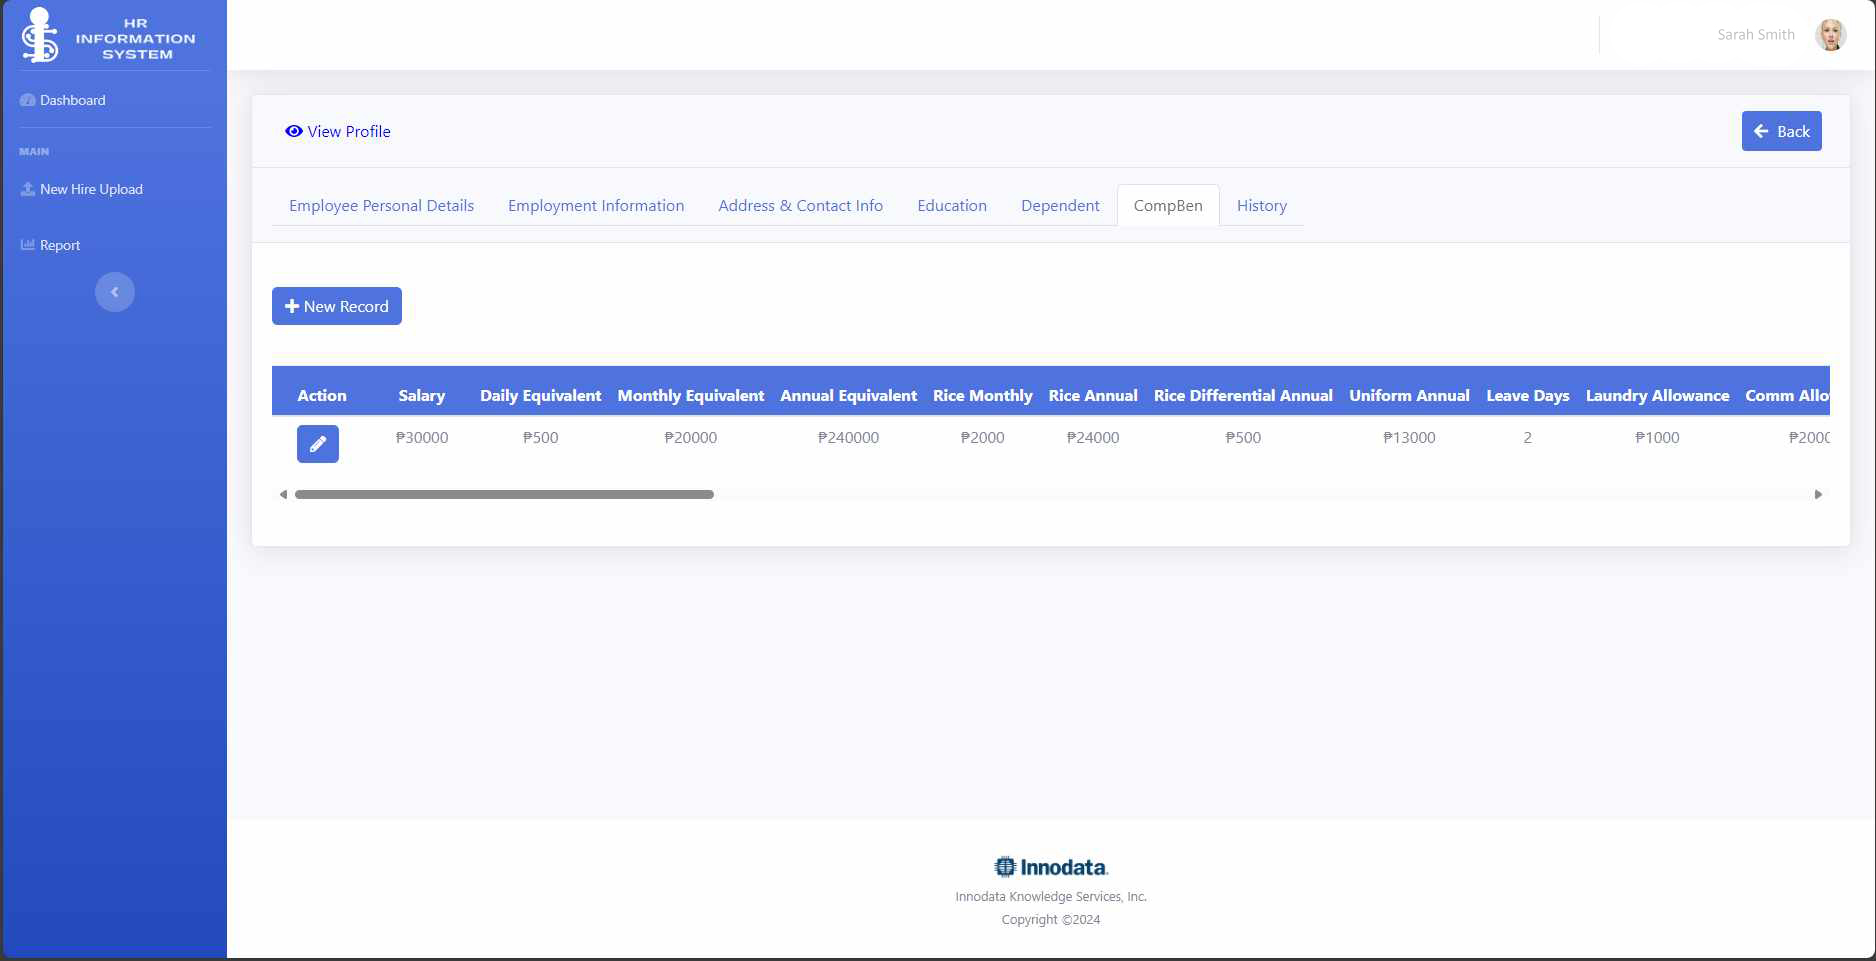 HR
INFORMATION
SYSTEM
Sarah Smith
Dashboard
MAIN
New Hire Upload
Report
View Profile
Back
Employee Personal Details Employment Information Address & Contact Info Education Dependent CompBen History
New Record
Action Salary Daily Equivalent Monthly Equivalent Annual Equivalent Rice Monthly Rice Annual Rice Differential Annual Uniform Annual Leave Days Laundry Allowance Comm Allo
₱30000 ₱500 ₱20000 ₱240000 ₱2000 ₱24000 ₱500 ₱13000 2 ₱1000 ₱2000
Innodata
Innodata Knowledge Services, Inc.
Copyright ©2024